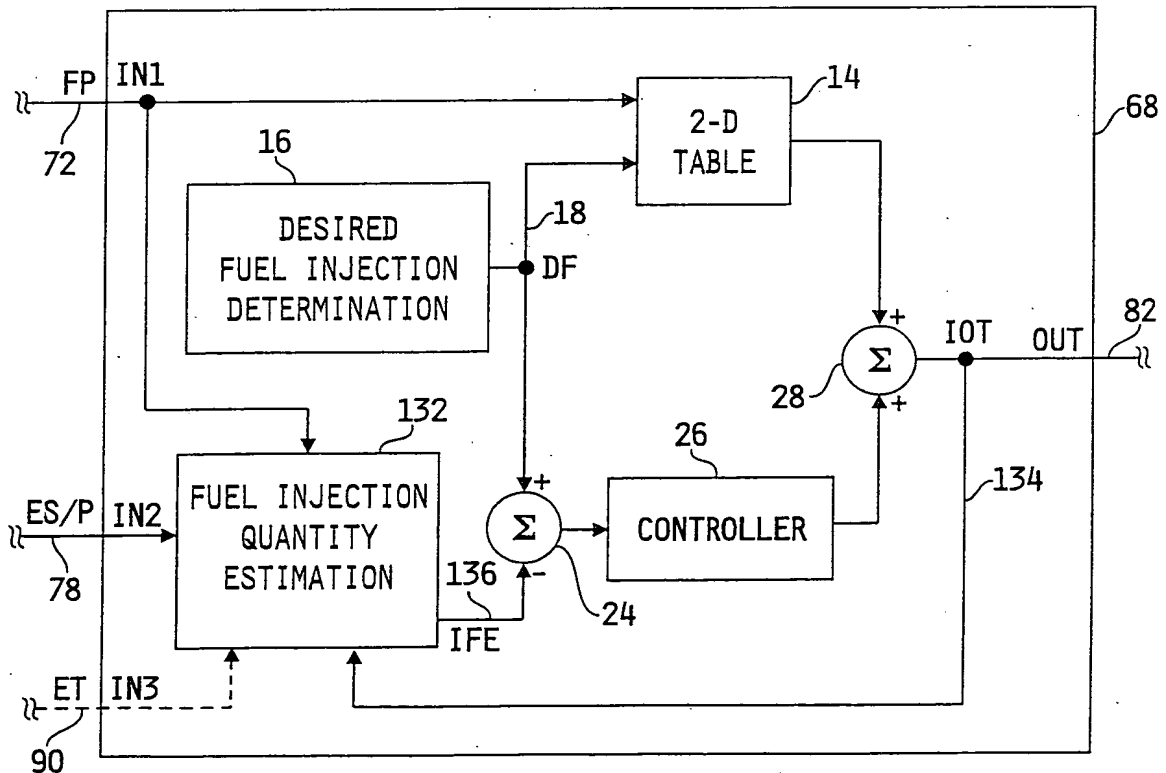 FP
IN1
72
16
14
68
2-D
TABLE
DESIRED
FUEL INJECTION
DETERMINATION
18
DF
82
IOT
OUT
+
Σ
28
+
132
26
134
ES/P
IN2
78
FUEL INJECTION
QUANTITY
ESTIMATION
+
Σ
-
24
CONTROLLER
136
IFE
ET
IN3
90